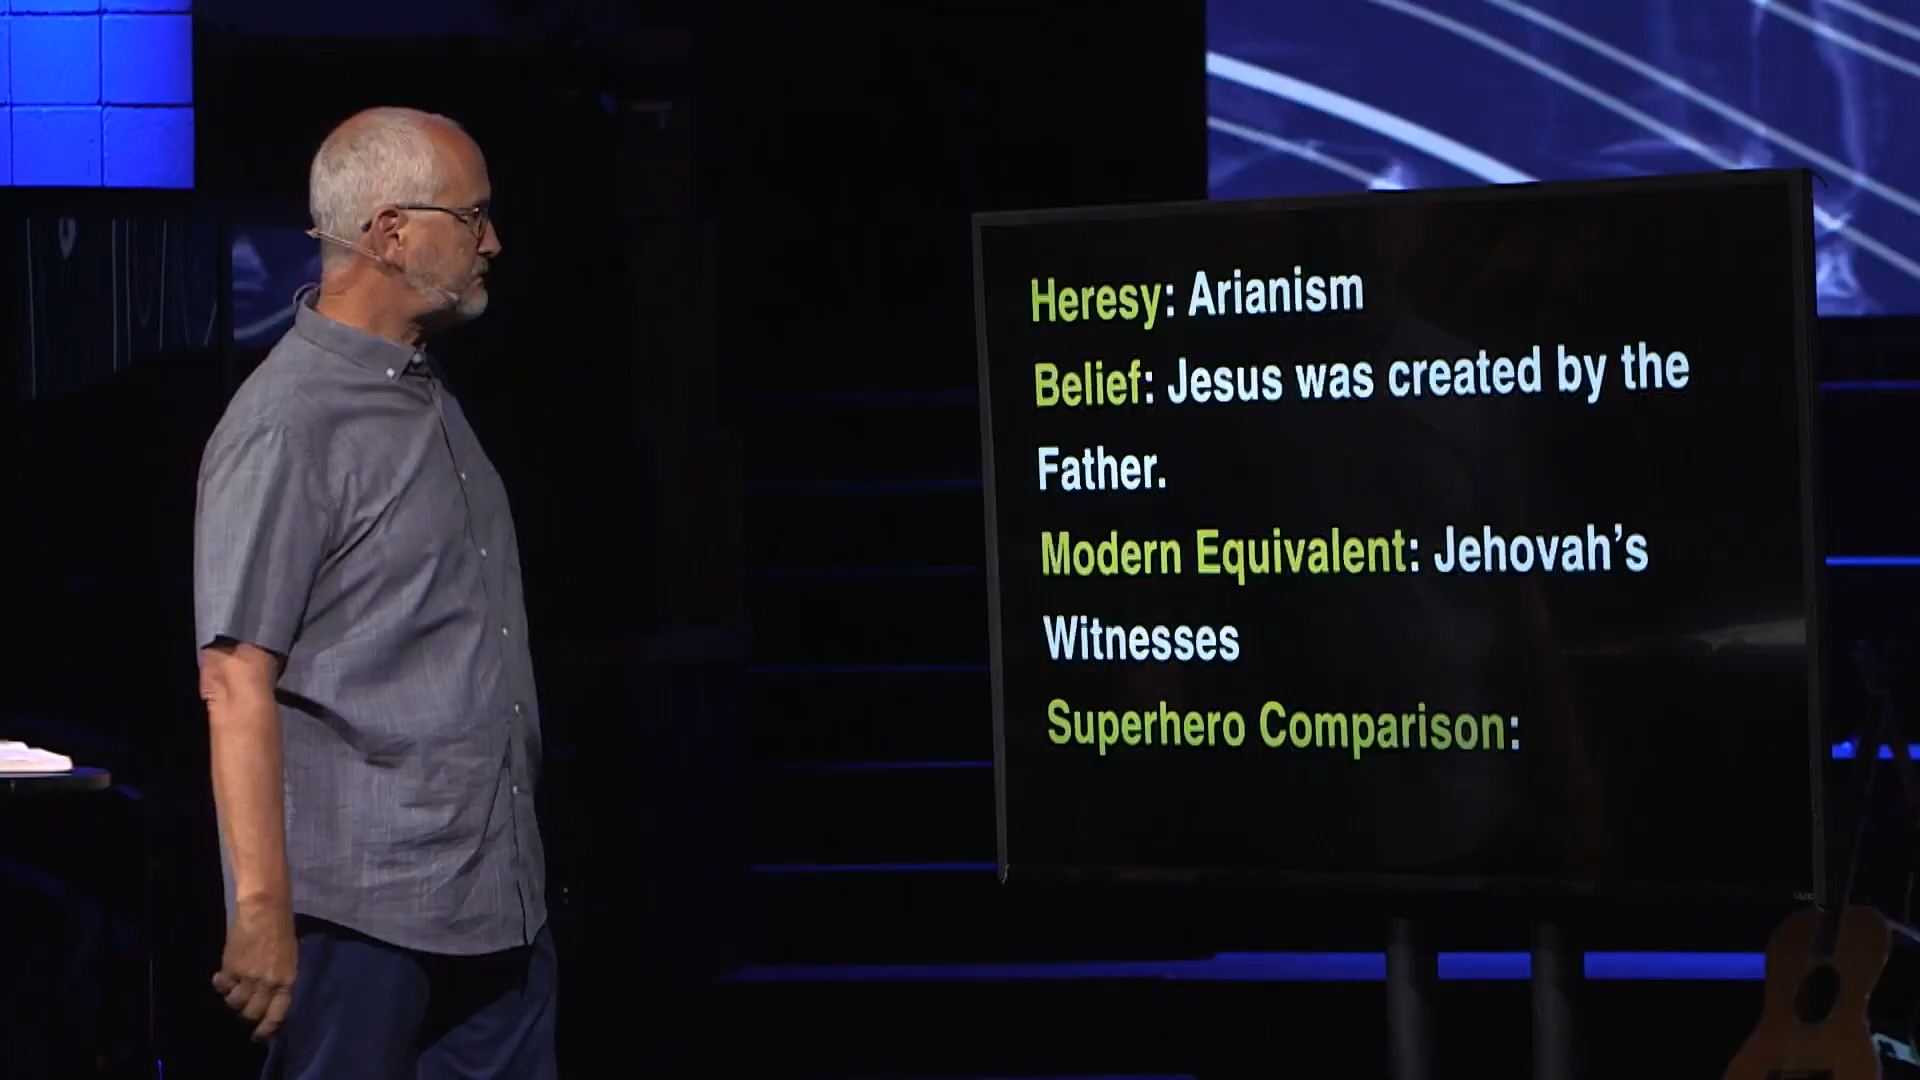 Heresy: Arianism
Belief: Jesus was created by the
Father.
Modern Equivalent: Jehovah’s
Witnesses
Superhero Comparison: